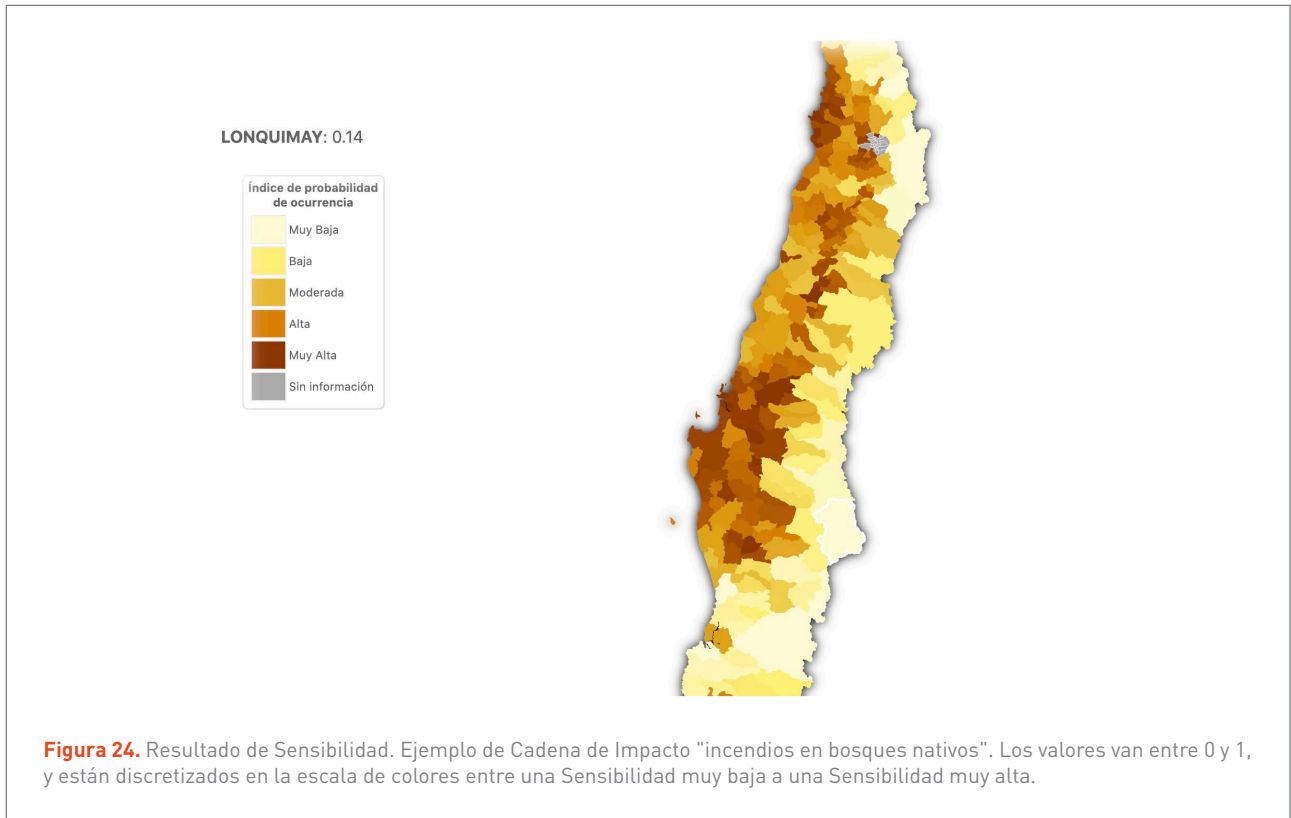 LONQUIMAY: 0.14
Índice de probabilidad
de ocurrencia
Muy Baja
Baja
Moderada
Alta
Muy Alta
Sin información
Figura 24. Resultado de Sensibilidad. Ejemplo de Cadena de Impacto "incendios en bosques nativos". Los valores van entre 0 y 1,
y están discretizados en la escala de colores entre una Sensibilidad muy baja a una Sensibilidad muy alta.